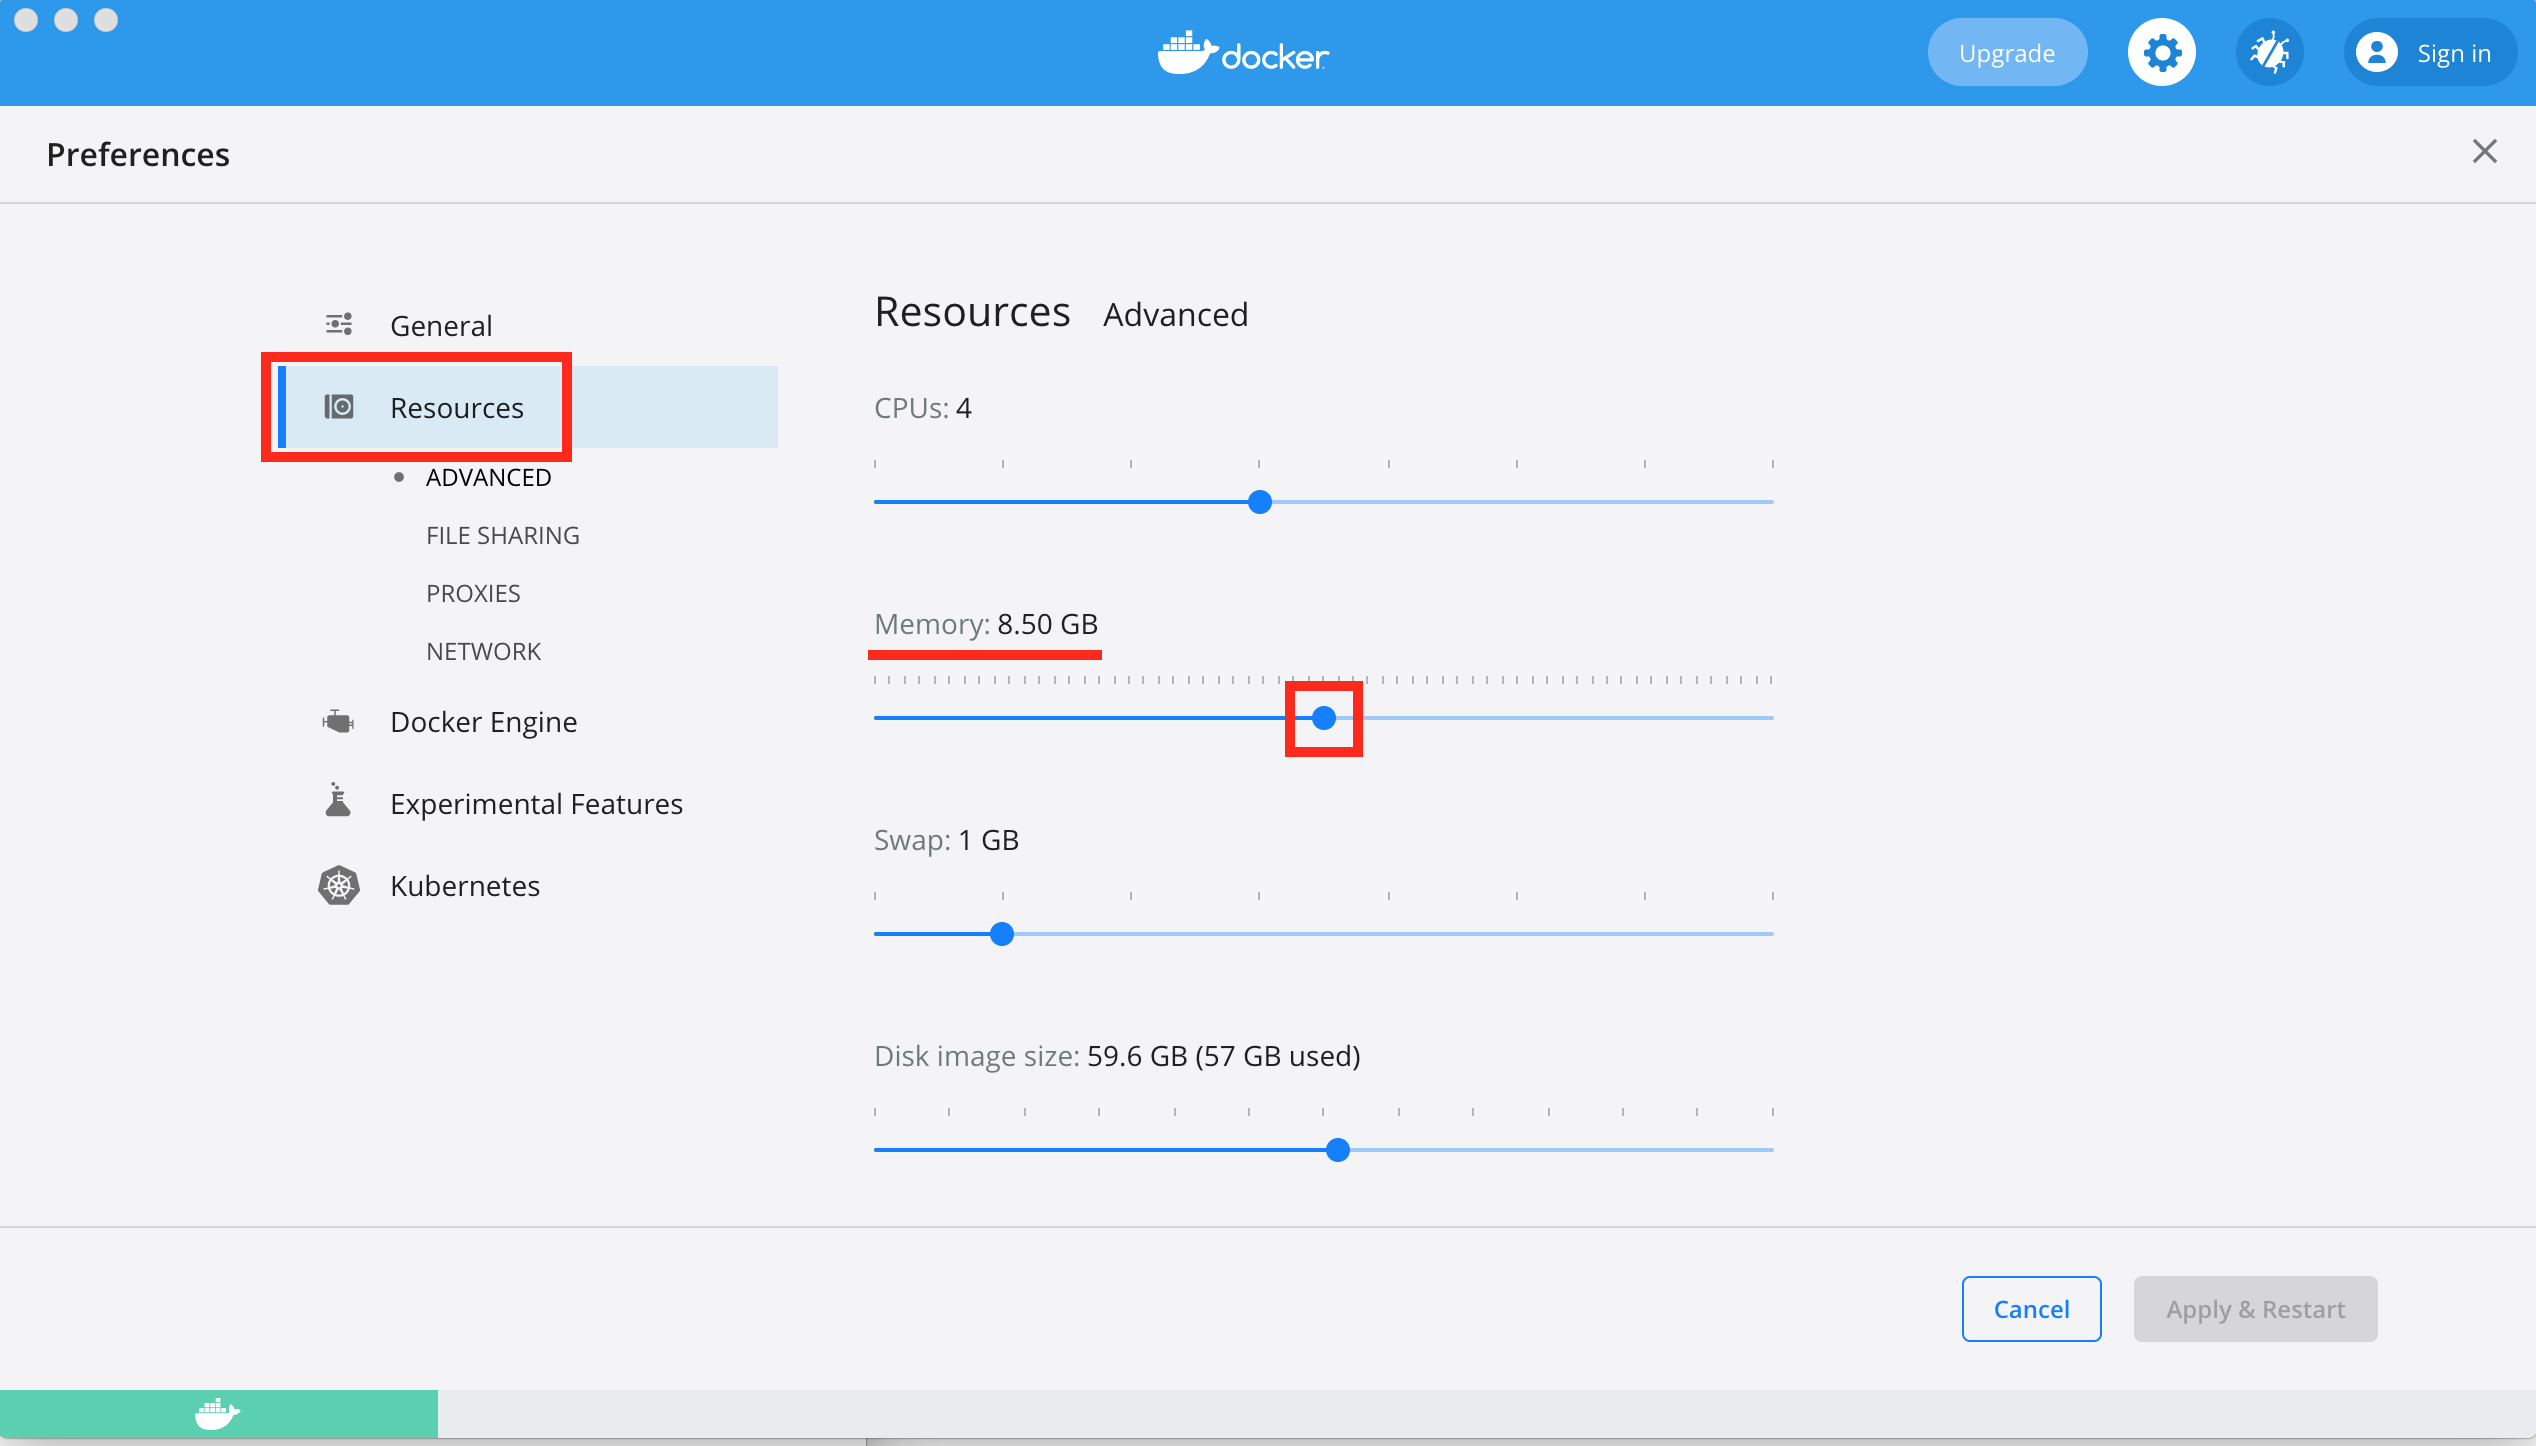 docker
Upgrade
Sign in
Preferences
General
Resources
ADVANCED
FILE SHARING
PROXIES
NETWORK
Docker Engine
Experimental Features
Kubernetes
Resources Advanced
CPUs: 4
Memory: 8.50 GB
Swap: 1 GB
Disk image size: 59.6 GB (57 GB used)
Cancel
Apply & Restart